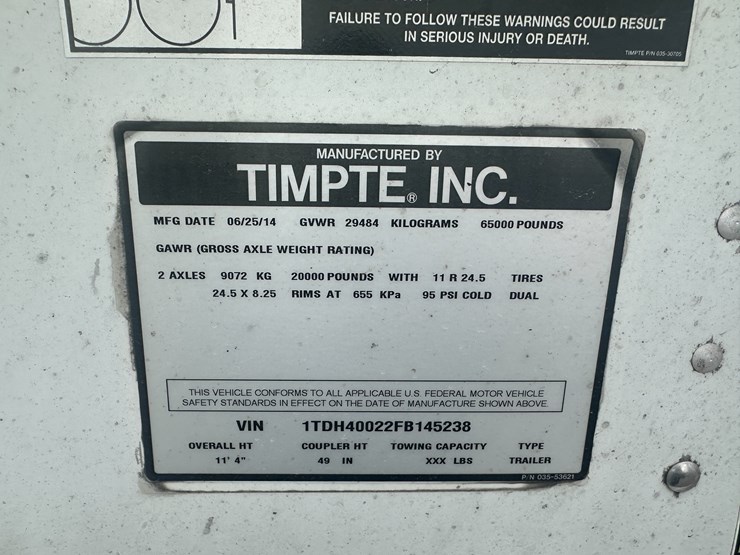 FAILURE TO FOLLOW THESE WARNINGS COULD RESULT
IN SERIOUS INJURY OR DEATH.
TIMPTE P/N 035-30705
MANUFACTURED BY
TIMPTE® INC.
MFG DATE 06/25/14 GVWR 29484 KILOGRAMS 65000 POUNDS
GAWR (GROSS AXLE WEIGHT RATING)
2 AXLES 9072 KG 20000 POUNDS WITH 11 R 24.5 TIRES
24.5 X 8.25 RIMS AT 655 KPa 95 PSI COLD DUAL
THIS VEHICLE CONFORMS TO ALL APPLICABLE U.S. FEDERAL MOTOR VEHICLE
SAFETY STANDARDS IN EFFECT ON THE DATE OF MANUFACTURE SHOWN ABOVE.
VIN 1TDH40022FB145238
OVERALL HT COUPLER HT TOWING CAPACITY TYPE
11' 4" 49 IN XXX LBS TRAILER
P/N 035-53621